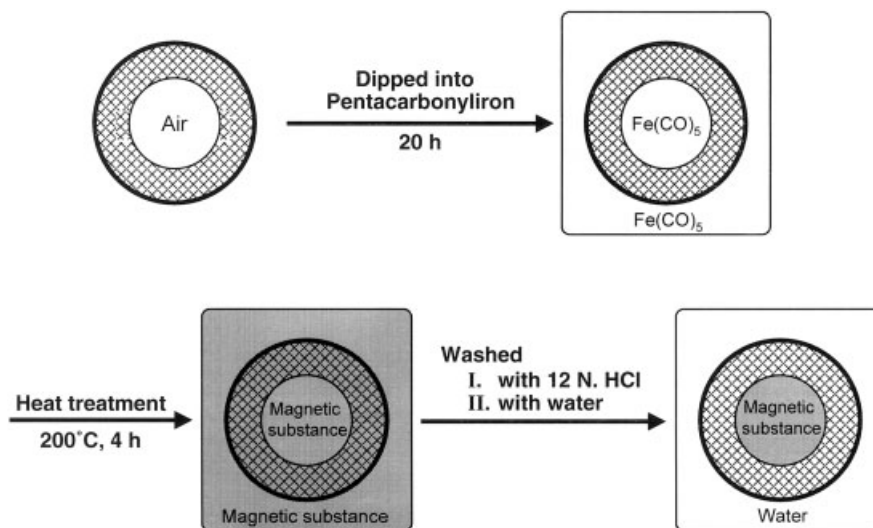 Air
Dipped into
Pentacarbonyliron
20 h
Fe(CO)5
Fe(CO)5
Heat treatment
200°C, 4 h
Magnetic
substance
Magnetic substance
Washed
I. with 12 N. HCl
II. with water
Magnetic
substance
Water